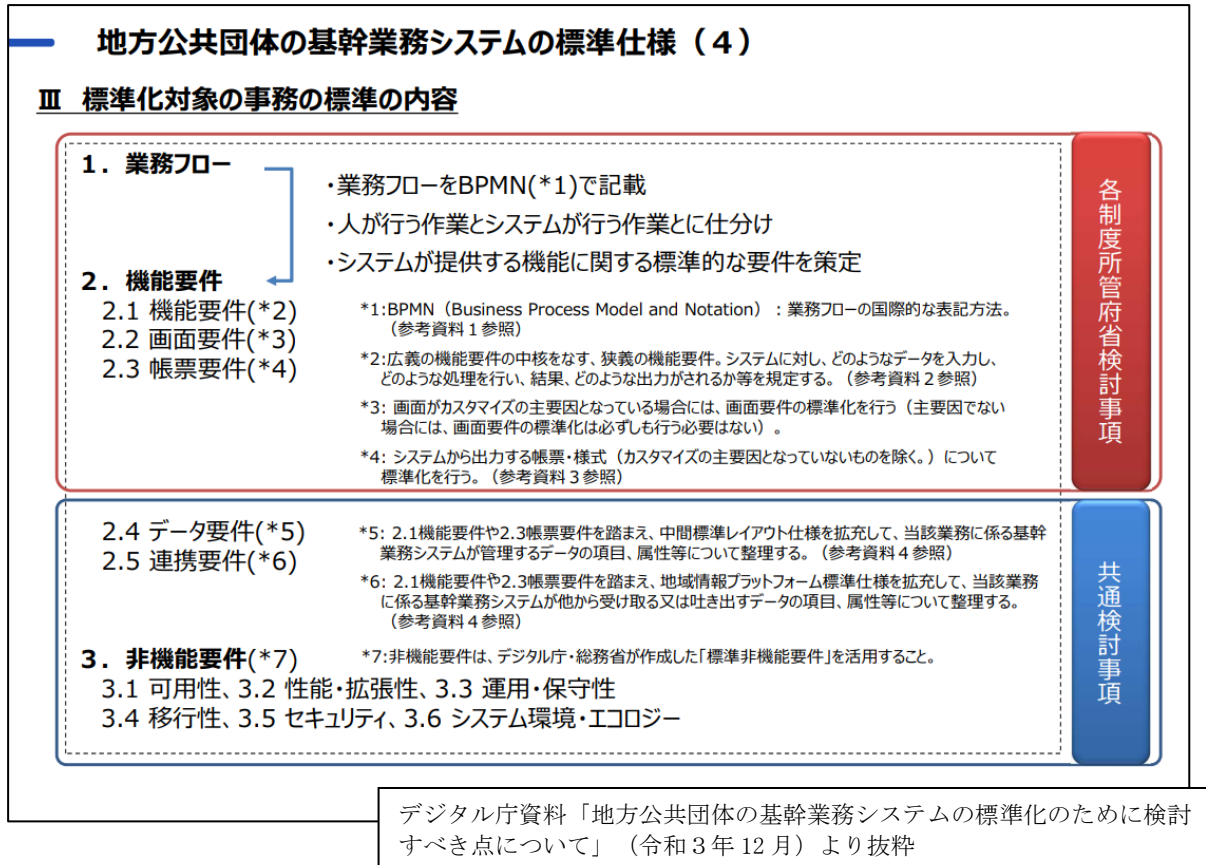 地方公共団体の基幹業務システムの標準仕様（４）
Ⅲ 標準化対象の事務の標準の内容
１．業務フロー
・業務フローをBPMN(*1)で記載
・人が行う作業とシステムが行う作業とに仕分け
・システムが提供する機能に関する標準的な要件を策定
２．機能要件
2.1 機能要件(*2)
2.2 画面要件(*3)
2.3 帳票要件(*4)
*1:BPMN（Business Process Model and Notation）：業務フローの国際的な表記方法。
（参考資料１参照）
*2:広義の機能要件の中核をなす、狭義の機能要件。システムに対し、どのようなデータを入力し、
どのような処理を行い、結果、どのような出力がされるか等を規定する。（参考資料２参照）
*3: 画面がカスタマイズの主要因となっている場合には、画面要件の標準化を行う（主要因でない
場合には、画面要件の標準化は必ずしも行う必要はない）。
*4: システムから出力する帳票・様式（カスタマイズの主要因となっていないものを除く。）について
標準化を行う。（参考資料３参照）
各制度所管府省検討事項
2.4 データ要件(*5)
2.5 連携要件(*6)
*5: 2.1機能要件や2.3帳票要件を踏まえ、中間標準レイアウト仕様を拡充して、当該業務に係る基幹
業務システムが管理するデータの項目、属性等について整理する。（参考資料４参照）
*6: 2.1機能要件や2.3帳票要件を踏まえ、地域情報プラットフォーム標準仕様を拡充して、当該業務
に係る基幹業務システムが他から受け取る又は吐き出すデータの項目、属性等について整理する。
（参考資料４参照）
３．非機能要件(*7)
*7:非機能要件は、デジタル庁・総務省が作成した「標準非機能要件」を活用すること。
3.1 可用性、3.2 性能・拡張性、3.3 運用・保守性
3.4 移行性、3.5 セキュリティ、3.6 システム環境・エコロジー
共通検討事項
デジタル庁資料「地方公共団体の基幹業務システムの標準化のために検討
すべき点について」（令和３年 12 月）より抜粋